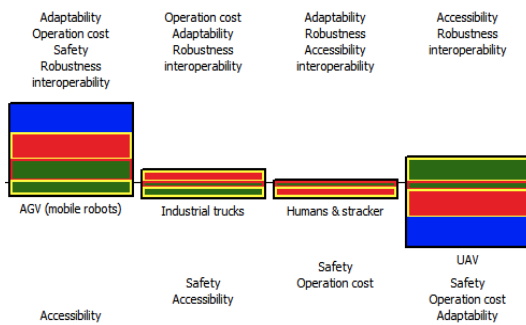 Adaptability
Operation cost
Safety
Robustness
interoperability
Operation cost
Adaptability
Robustness
interoperability
Adaptability
Robustness
Accessibility
interoperability
Accessibility
Robustness
interoperability
AGV (mobile robots)
Industrial trucks
Humans & stracker
UAV
Accessibility
Safety
Accessibility
Safety
Operation cost
Safety
Operation cost
Adaptability